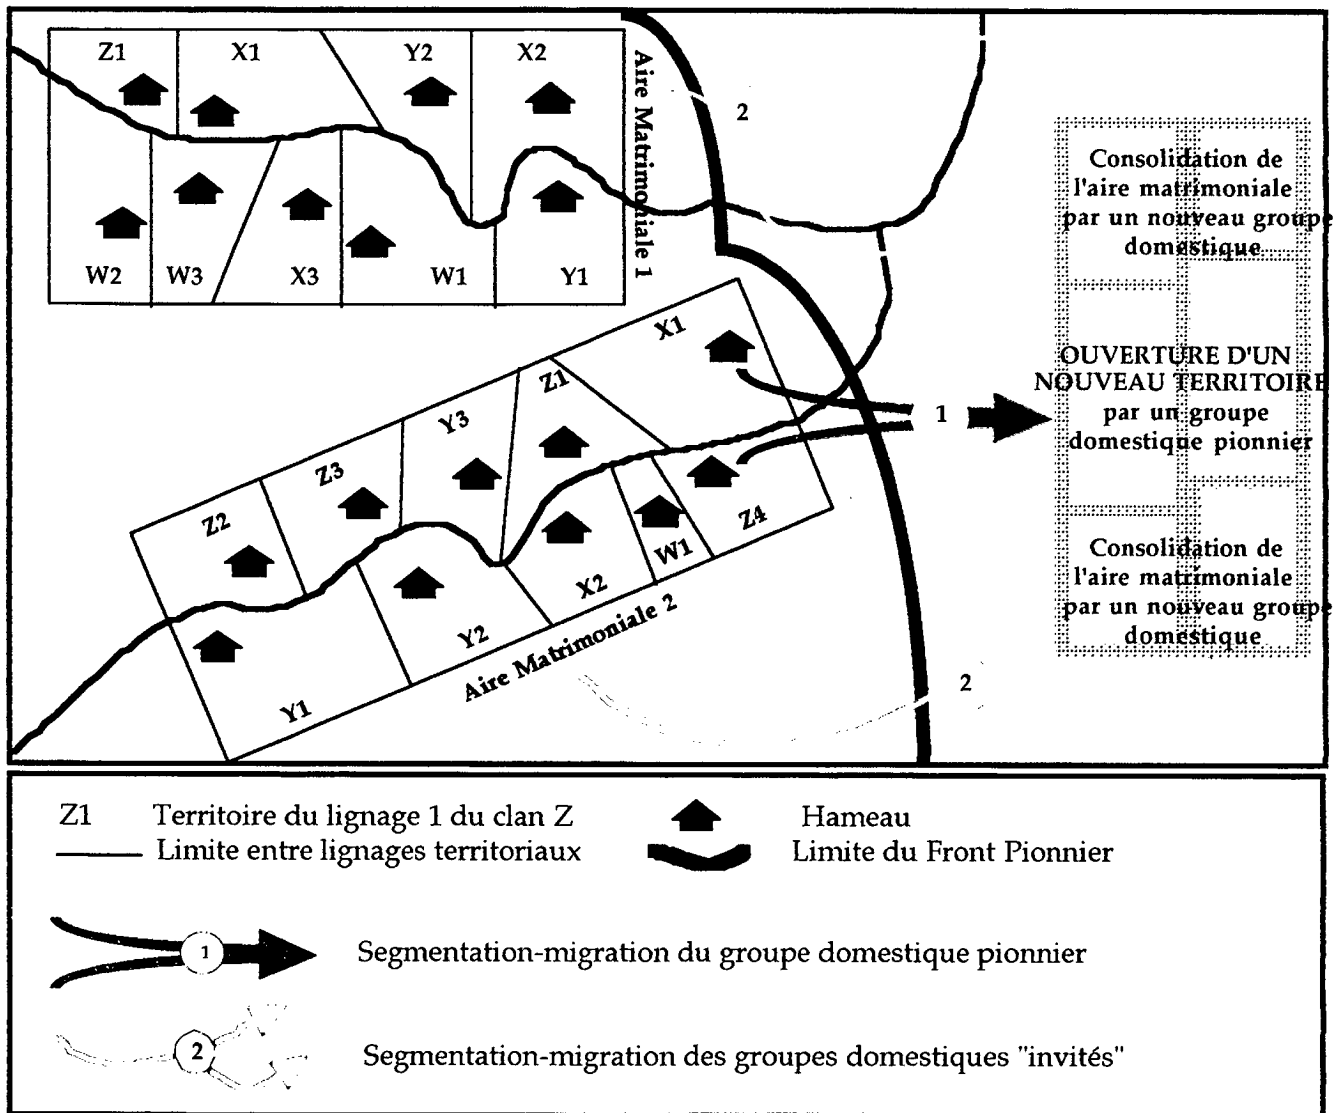 Z1
X1
Y2
X2
Aire Matrimoniale 1
W2
W3
X3
W1
Y1
2
X1
Z1
Y3
Z3
Z2
Y1
Y2
X2
W1
Z4
Aire Matrimoniale 2
1
2
Consolidation de
l'aire matrimoniale
par un nouveau groupe
domestique
OUVERTURE D'UN
NOUVEAU TERRITOIRE
par un groupe
domestique pionnier
Consolidation de
l'aire matrimoniale
par un nouveau groupe
domestique
Z1 Territoire du lignage 1 du clan Z
Hameau
Limite entre lignages territoriaux
Limite du Front Pionnier
1 Segmentation-migration du groupe domestique pionnier
2 Segmentation-migration des groupes domestiques "invités"